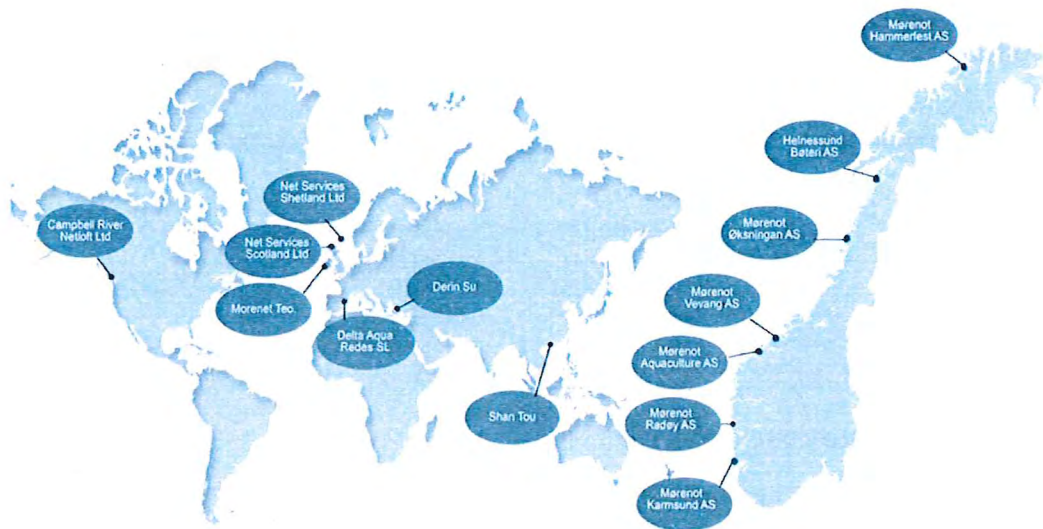 Mørenot
Hammerfest AS
Helnessund
Bøteri AS
Net Services
Shetland Ltd
Campbell River
Netloft Ltd
Net Services
Scotland Ltd
Mørenot
Øksningan AS
Derin Su
Morenet Teo.
Mørenot
Vevang AS
Delta Aqua
Redes SL
Mørenot
Aquaculture AS
Shan Tou
Mørenot
Radøy AS
Mørenot
Karmsund AS